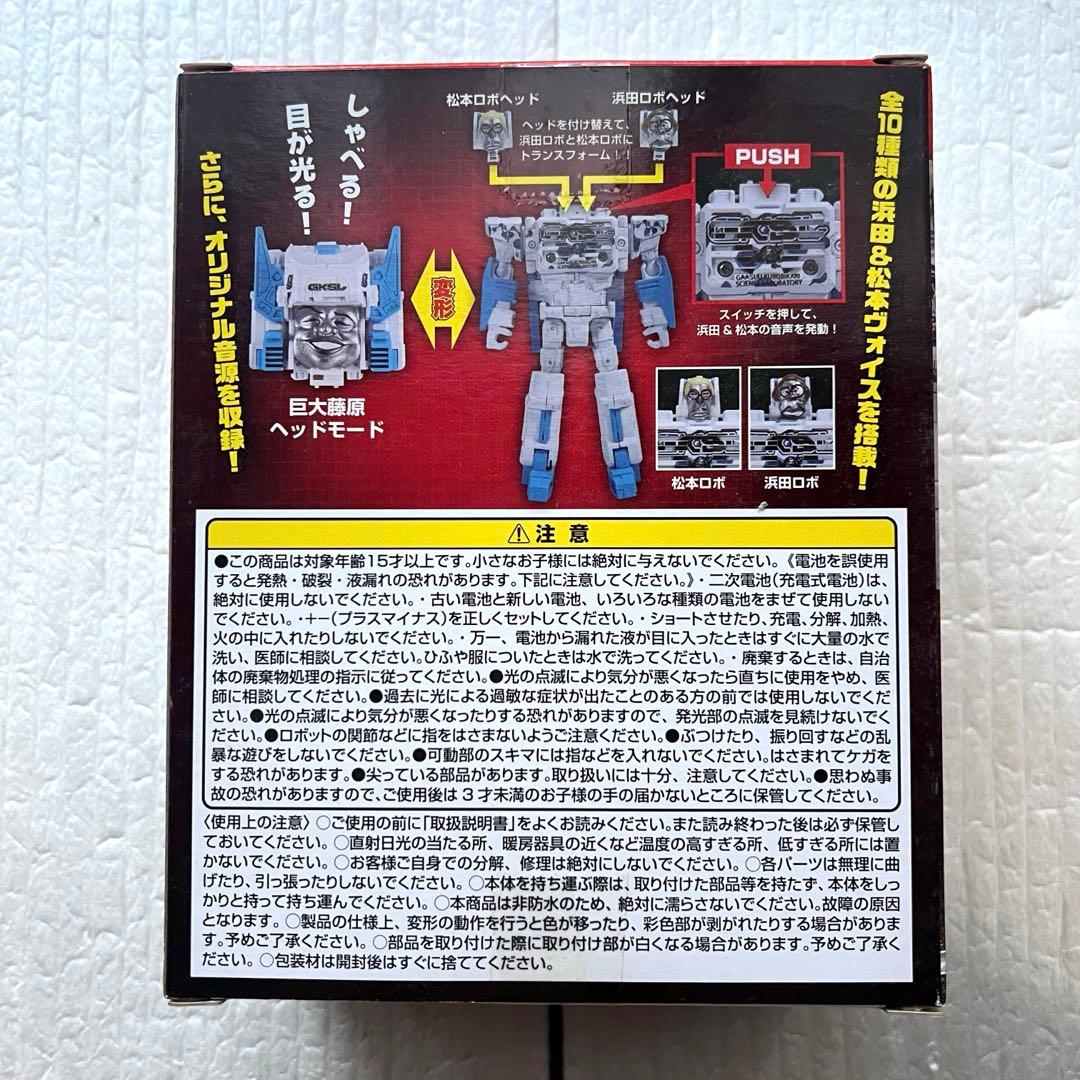 松本ロボヘッド
浜田ロボヘッド
ヘッドを付け替えて、
浜田ロボと松本ロボに
トランスフォーム!!
しゃべる!
目が光る!
さらに、オリジナル音源を収録!
全10種類の浜田&松本ヴォイスを搭載!
PUSH
GAASUU KUROBIKARI
SCIENCE LABORATORY
GAASUU KUROBIKARI
SCIENCE LABORATORY
スイッチを押して、
浜田&松本の音声を発動!
GKSL
変形
巨大藤原
ヘッドモード
松本ロボ
浜田ロボ
⚠注意
●この商品は対象年齢15才以上です。小さなお子様には絶対に与えないでください。《電池を誤使用
すると発熱・破裂・液漏れの恐れがあります。下記に注意してください。》・二次電池(充電式電池)は、
絶対に使用しないでください。・古い電池と新しい電池、いろいろな種類の電池をまぜて使用しない
でください。・+−(プラスマイナス)を正しくセットしてください。・ショートさせたり、充電、分解、加熱、
火の中に入れたりしないでください。・万一、電池から漏れた液が目に入ったときはすぐに大量の水で
洗い、医師に相談してください。ひふや服についたときは水で洗ってください。・廃棄するときは、自治
体の廃棄物処理の指示に従ってください。●光の点滅により気分が悪くなったら直ちに使用をやめ、医
師に相談してください。●過去に光による過敏な症状が出たことのある方の前では使用しないでくだ
さい。●光の点滅により気分が悪くなったりする恐れがありますので、発光部の点滅を見続けないでく
ださい。●ロボットの関節などに指をはさまないようご注意ください。●ぶつけたり、振り回すなどの乱
暴な遊びをしないでください。●可動部のスキマには指などを入れないでください。はさまれてケガを
する恐れがあります。●尖っている部品があります。取り扱いには十分、注意してください。●思わぬ事
故の恐れがありますので、ご使用後は3才未満のお子様の手の届かないところに保管してください。
〈使用上の注意〉○ご使用の前に「取扱説明書」をよくお読みください。また読み終わった後は必ず保管し
ておいてください。○直射日光の当たる所、暖房器具の近くなど温度の高すぎる所、低すぎる所には置
かないでください。○お客様ご自身での分解、修理は絶対にしないでください。○各パーツは無理に曲
げたり、引っ張ったりしないでください。○本体を持ち運ぶ際は、取り付けた部品等を持たず、本体をしっ
かりと持って持ち運んでください。○本商品は非防水のため、絶対に濡らさないでください。故障の原因
となります。○製品の仕様上、変形の動作を行うと色が移ったり、彩色部が剥がれたりする場合がありま
す。予めご了承ください。○部品を取り付けた際に取り付け部が白くなる場合があります。予めご了承くだ
さい。○包装材は開封後はすぐに捨ててください。